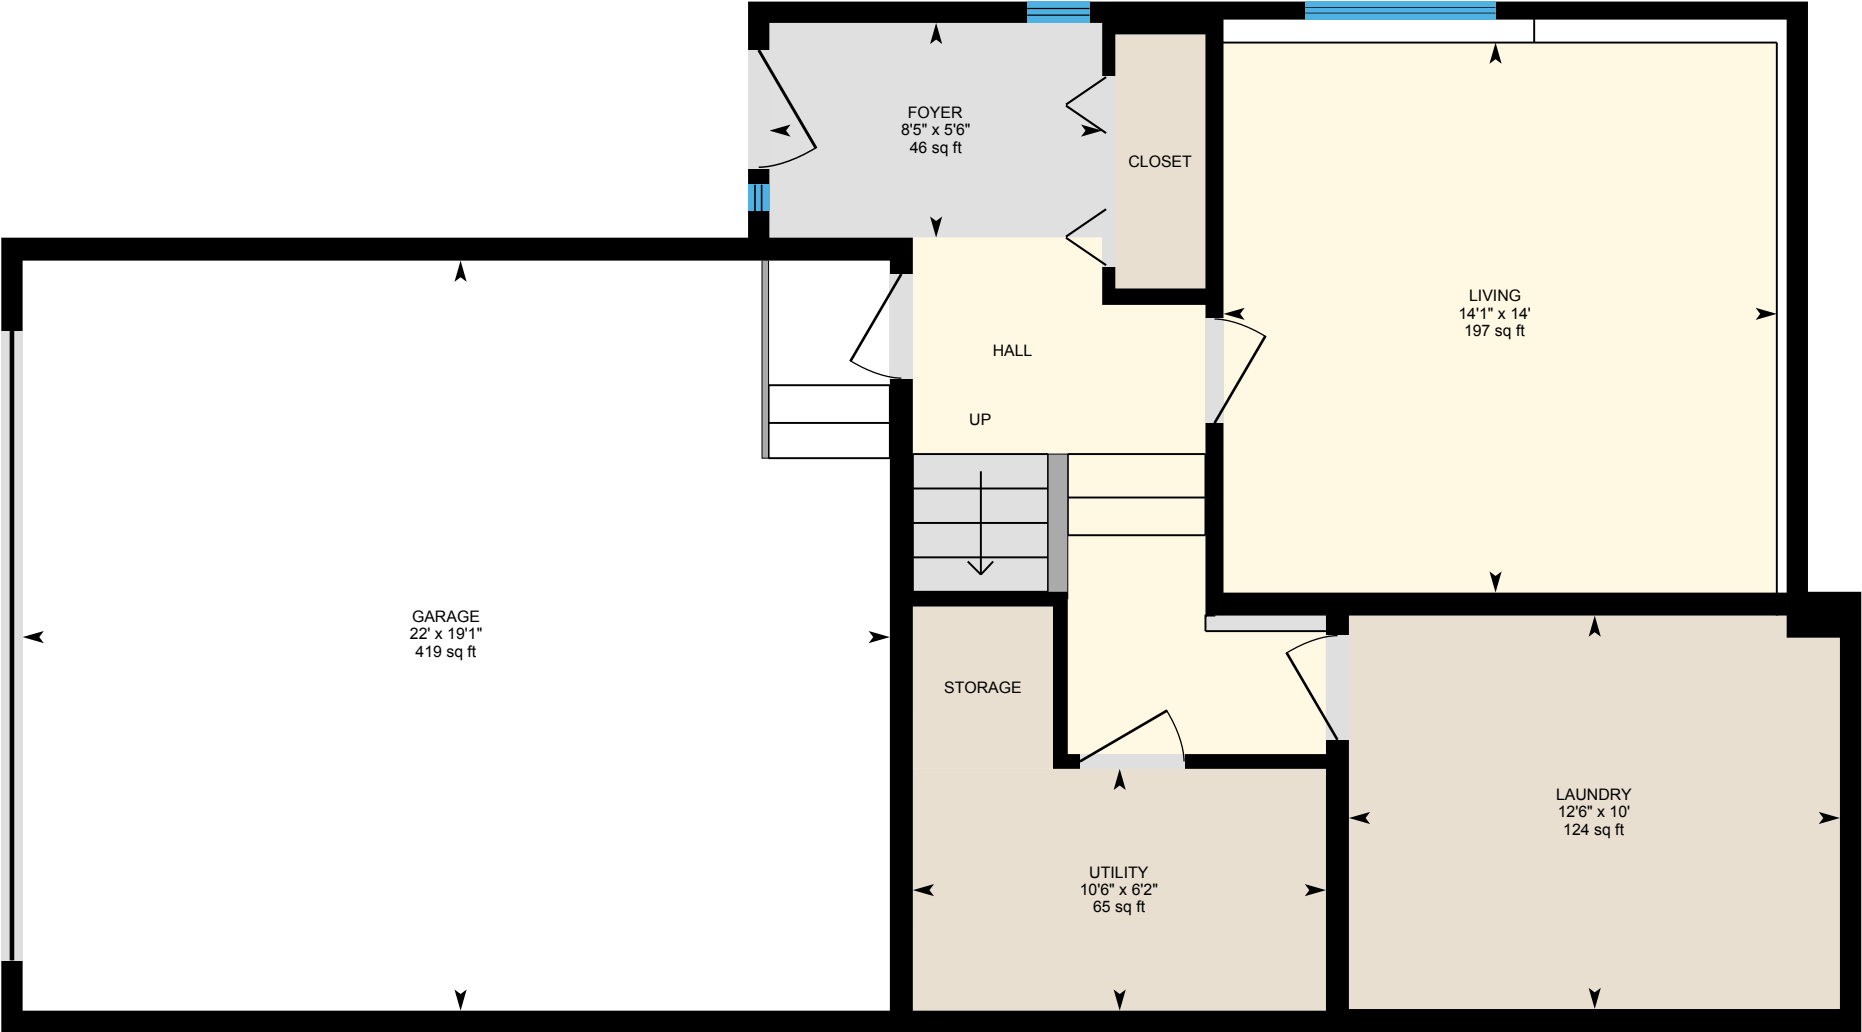 FOYER
8'5" x 5'6"
46 sq ft
CLOSET
LIVING
14'1" x 14'
197 sq ft
HALL
UP
GARAGE
22' x 19'1"
419 sq ft
STORAGE
LAUNDRY
12'6" x 10'
124 sq ft
UTILITY
10'6" x 6'2"
65 sq ft